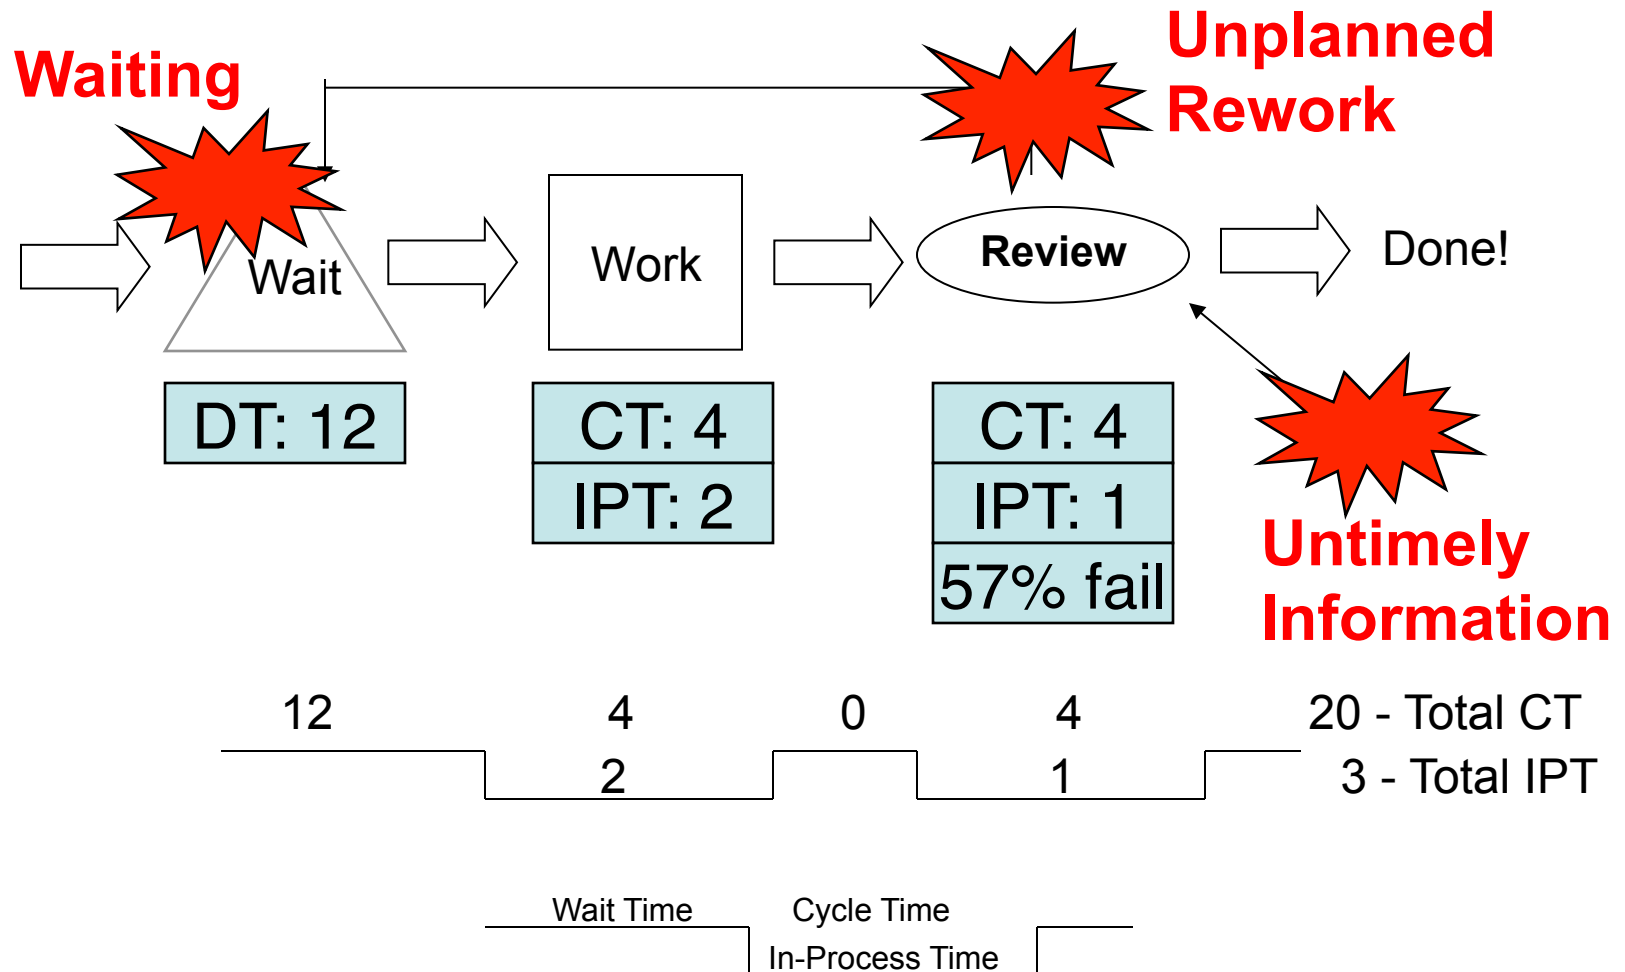 Unplanned
Rework
Waiting
Wait
Work
Review
Done!
DT: 12
CT: 4
IPT: 2
CT: 4
IPT: 1
57% fail
Untimely
Information
12 4 0 4 20 - Total CT
2 1 3 - Total IPT
Wait Time Cycle Time
In-Process Time